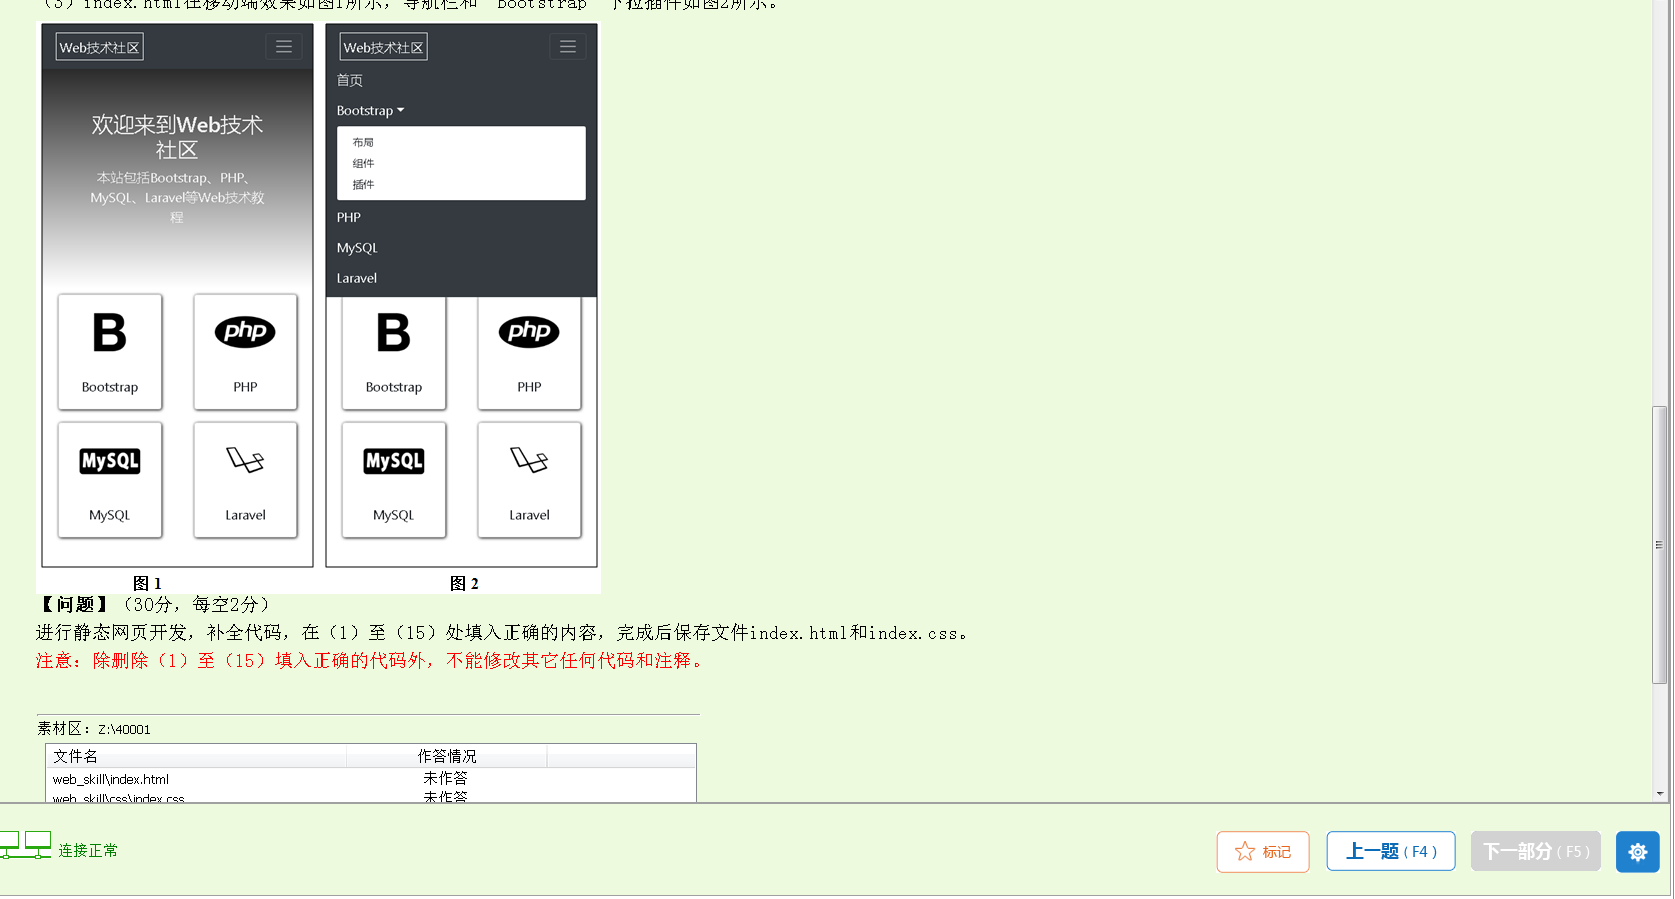 （3）index.html在移动端效果如图1所示，导航栏和“bootstrap”下拉插件如图2所示。
Web技术社区
欢迎来到Web技术
社区
本站包括Bootstrap、PHP、
MySQL、Laravel等Web技术教
程
Bootstrap
PHP
MySQL
MySQL
Laravel
图 1
Web技术社区
首页
Bootstrap
布局
组件
插件
PHP
MySQL
Laravel
B
php
Bootstrap
PHP
MySQL
MySQL
Laravel
图 2
【问题】（30分，每空2分）
进行静态网页开发，补全代码，在（1）至（15）处填入正确的内容，完成后保存文件index.html和index.css。
注意：除删除（1）至（15）填入正确的代码外，不能修改其它任何代码和注释。
素材区：Z:\40001
文件名 作答情况
web_skill\index.html 未作答
web_skill\css\index.css 未作答
连接正常
标记
上一题（F4）
下一部分（F5）